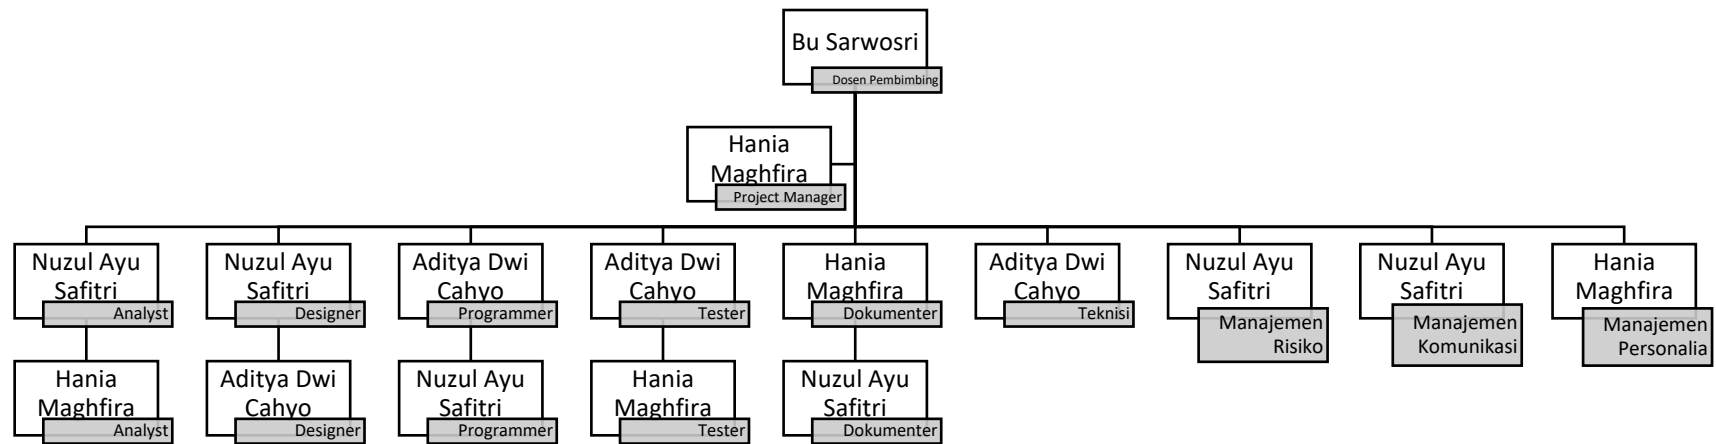 Bu Sarwosri
Dosen Pembimbing
Hania
Maghfira
Project Manager
Nuzul Ayu
Safitri
Analyst
Nuzul Ayu
Safitri
Designer
Aditya Dwi
Cahyo
Programmer
Aditya Dwi
Cahyo
Tester
Hania
Maghfira
Dokumenter
Aditya Dwi
Cahyo
Teknisi
Nuzul Ayu
Safitri
Manajemen
Risiko
Nuzul Ayu
Safitri
Manajemen
Komunikasi
Hania
Maghfira
Manajemen
Personalia
Hania
Maghfira
Analyst
Aditya Dwi
Cahyo
Designer
Nuzul Ayu
Safitri
Programmer
Hania
Maghfira
Tester
Nuzul Ayu
Safitri
Dokumenter